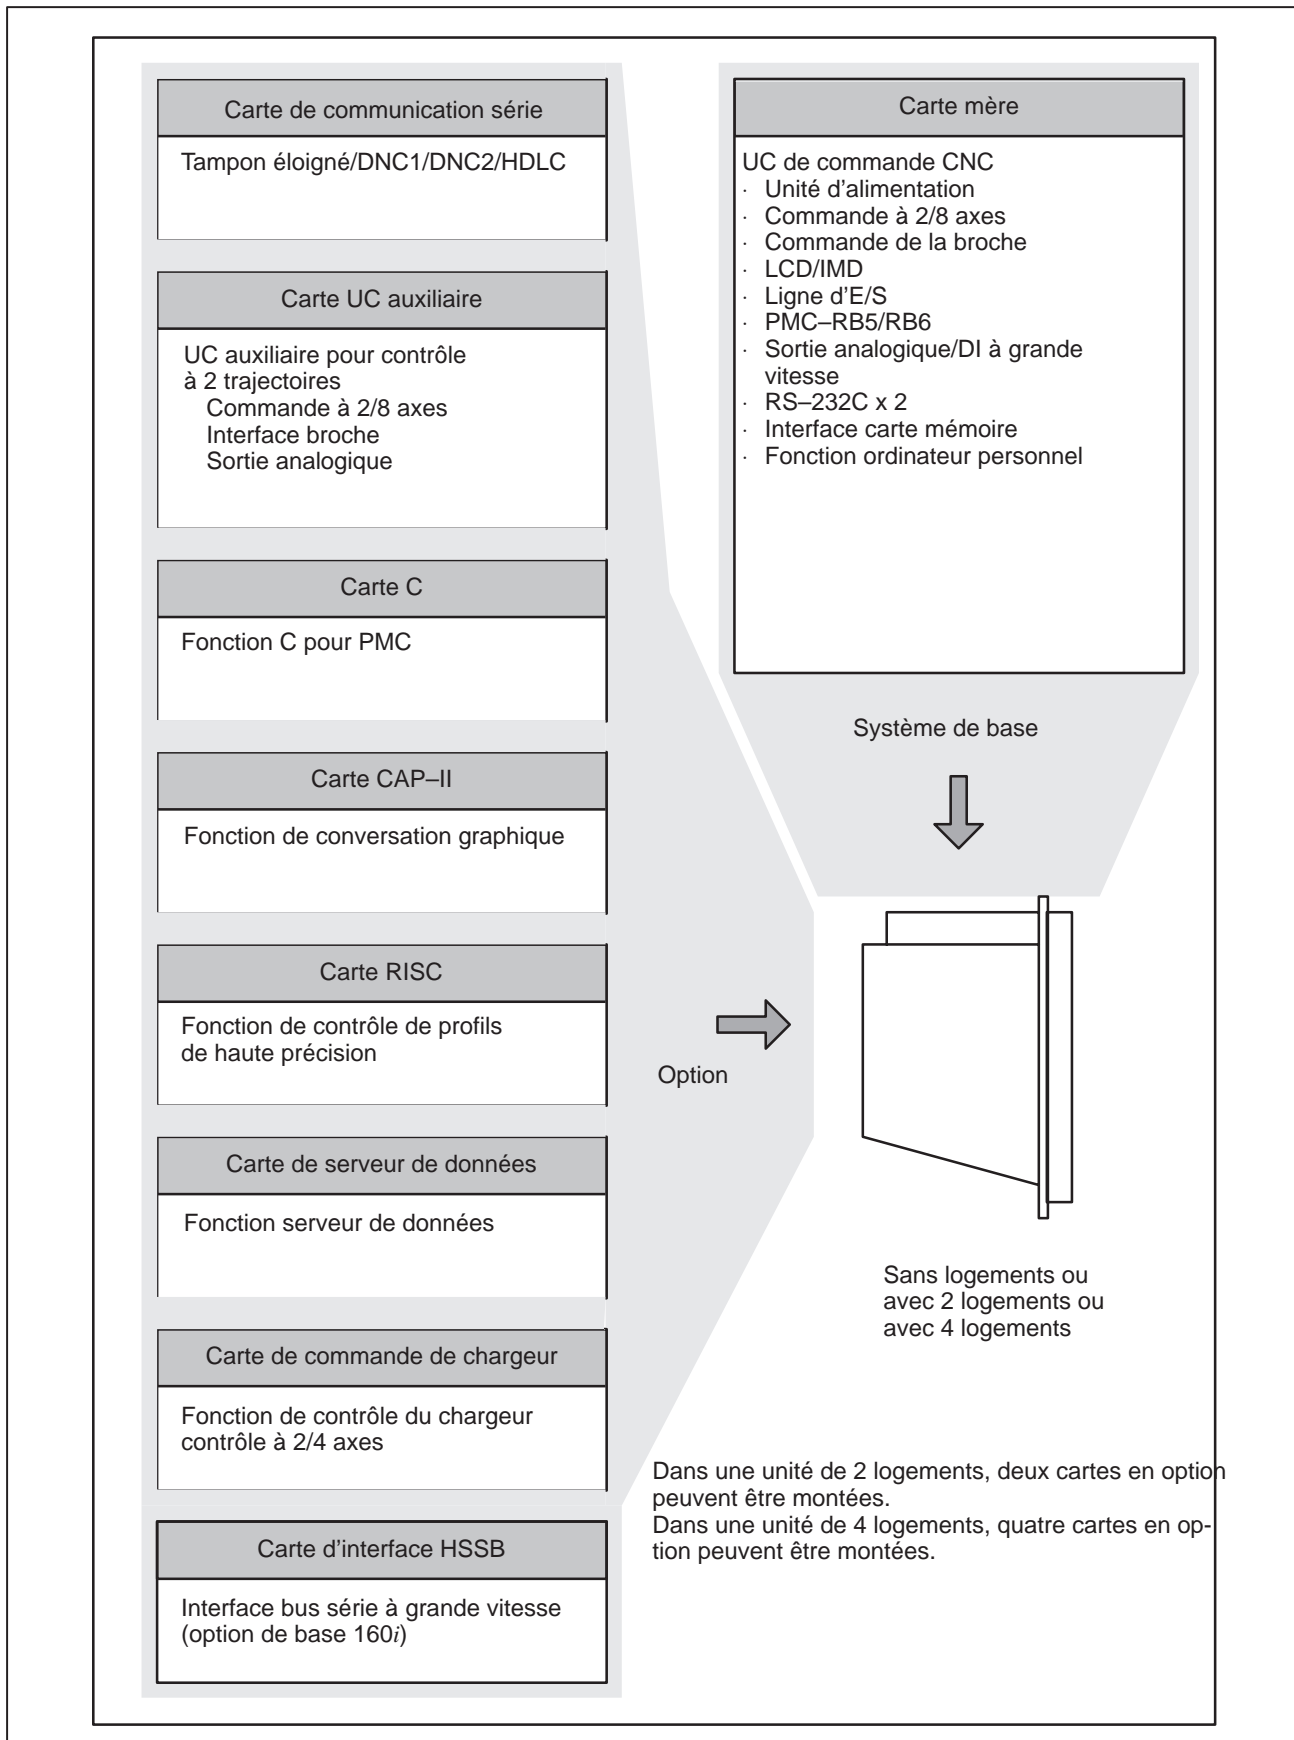 Carte de communication série
Tampon éloigné/DNC1/DNC2/HDLC
Carte UC auxiliaire
UC auxiliaire pour contrôle
à 2 trajectoires
Commande à 2/8 axes
Interface broche
Sortie analogique
Carte C
Fonction C pour PMC
Carte CAP–II
Fonction de conversation graphique
Carte RISC
Fonction de contrôle de profils
de haute précision
Carte de serveur de données
Fonction serveur de données
Carte de commande de chargeur
Fonction de contrôle du chargeur
contrôle à 2/4 axes
Carte d'interface HSSB
Interface bus série à grande vitesse
(option de base 160i)
Carte mère
UC de commande CNC
· Unité d'alimentation
· Commande à 2/8 axes
· Commande de la broche
· LCD/IMD
· Ligne d'E/S
· PMC–RB5/RB6
· Sortie analogique/DI à grande
vitesse
· RS–232C x 2
· Interface carte mémoire
· Fonction ordinateur personnel
Système de base
Option
Sans logements ou
avec 2 logements ou
avec 4 logements
Dans une unité de 2 logements, deux cartes en option
peuvent être montées.
Dans une unité de 4 logements, quatre cartes en op-
tion peuvent être montées.